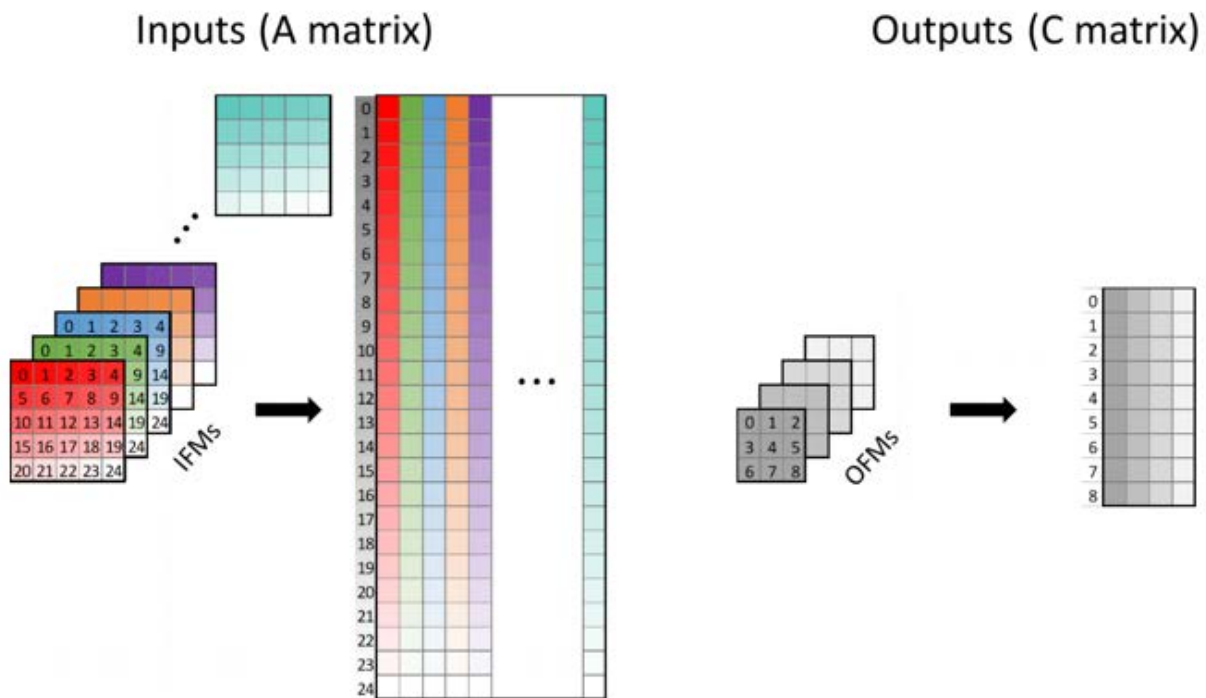 Inputs (A matrix)
Outputs (C matrix)
0 1 2 3 4
0 1 2 3 4 9
0 1 2 3 4 9 14
5 6 7 8 9 14 19
10 11 12 13 14 19 24
15 16 17 18 19 24
20 21 22 23 24
IFMs
0
1
2
3
4
5
6
7
8
9
10
11
12
13
14
15
16
17
18
19
20
21
22
23
24
...
0 1 2
3 4 5
6 7 8
OFMs
0
1
2
3
4
5
6
7
8